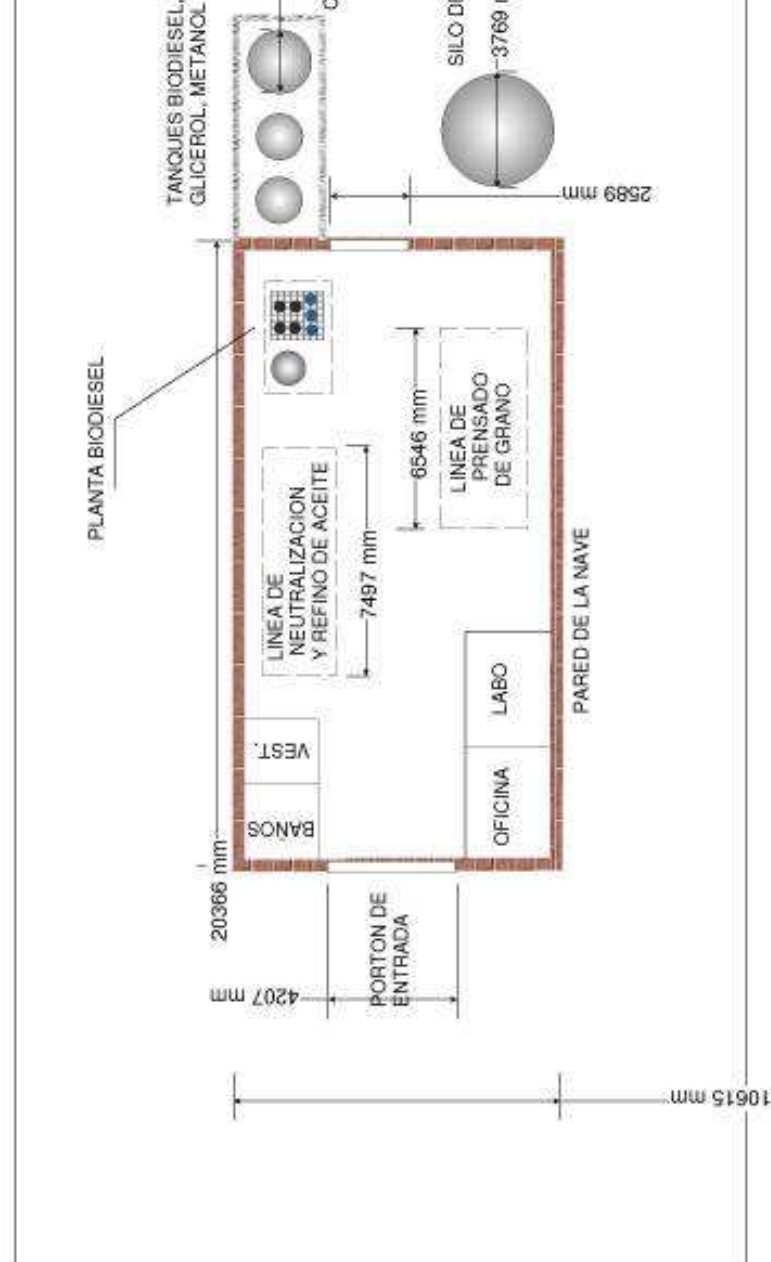 TANQUES BIODIESEL,
GLICEROL, METANOL
SILO DE
3769
2589 mm
PLANTA BIODIESEL
6546 mm
LINEA DE
PRENSADO
DE GRANO
LINEA DE
NEUTRALIZACION
Y REFINO DE ACEITE
7497 mm
PARED DE LA NAVE
VEST.
LABO
BAÑOS
OFICINA
20366 mm
PORTON DE
ENTRADA
4207 mm
10615 mm